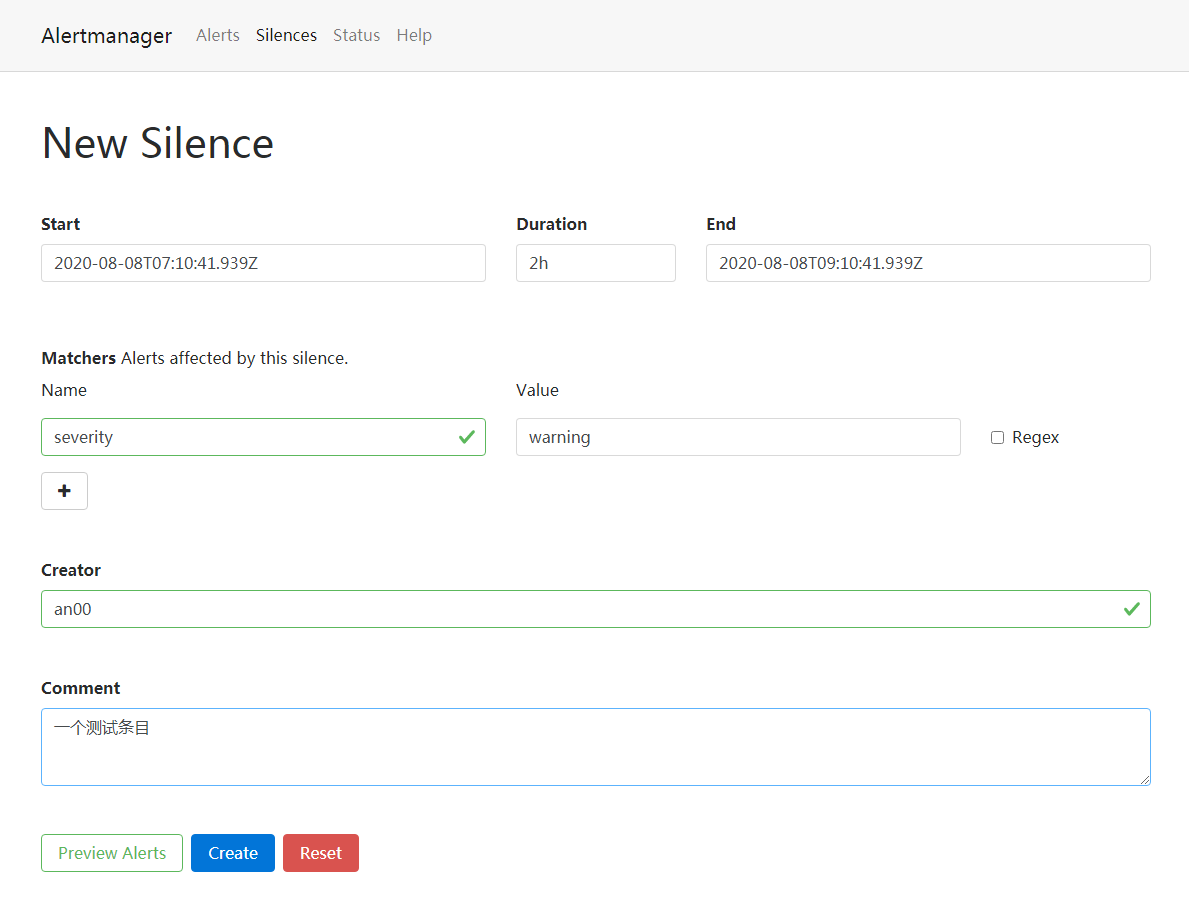 Alertmanager Alerts Silences Status Help
New Silence
Start Duration End
2020-08-08T07:10:41.939Z 2h 2020-08-08T09:10:41.939Z
Matchers Alerts affected by this silence.
Name Value
severity warning Regex
Creator
an00
Comment
一个测试条目
Preview Alerts Create Reset